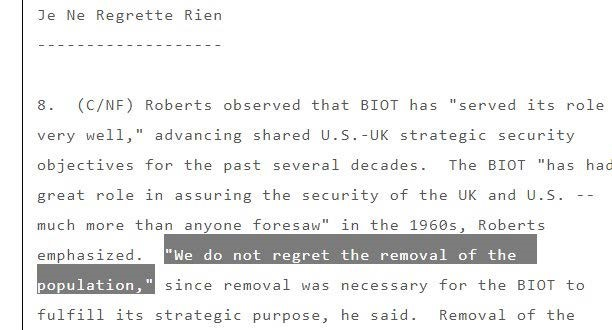 Je Ne Regrette Rien
-------------------
8.  (C/NF) Roberts observed that BIOT has "served its role
very well," advancing shared U.S.-UK strategic security
objectives for the past several decades.  The BIOT "has had
great role in assuring the security of the UK and U.S. --
much more than anyone foresaw" in the 1960s, Roberts
emphasized.  "We do not regret the removal of the
population," since removal was necessary for the BIOT to
fulfill its strategic purpose, he said.  Removal of the